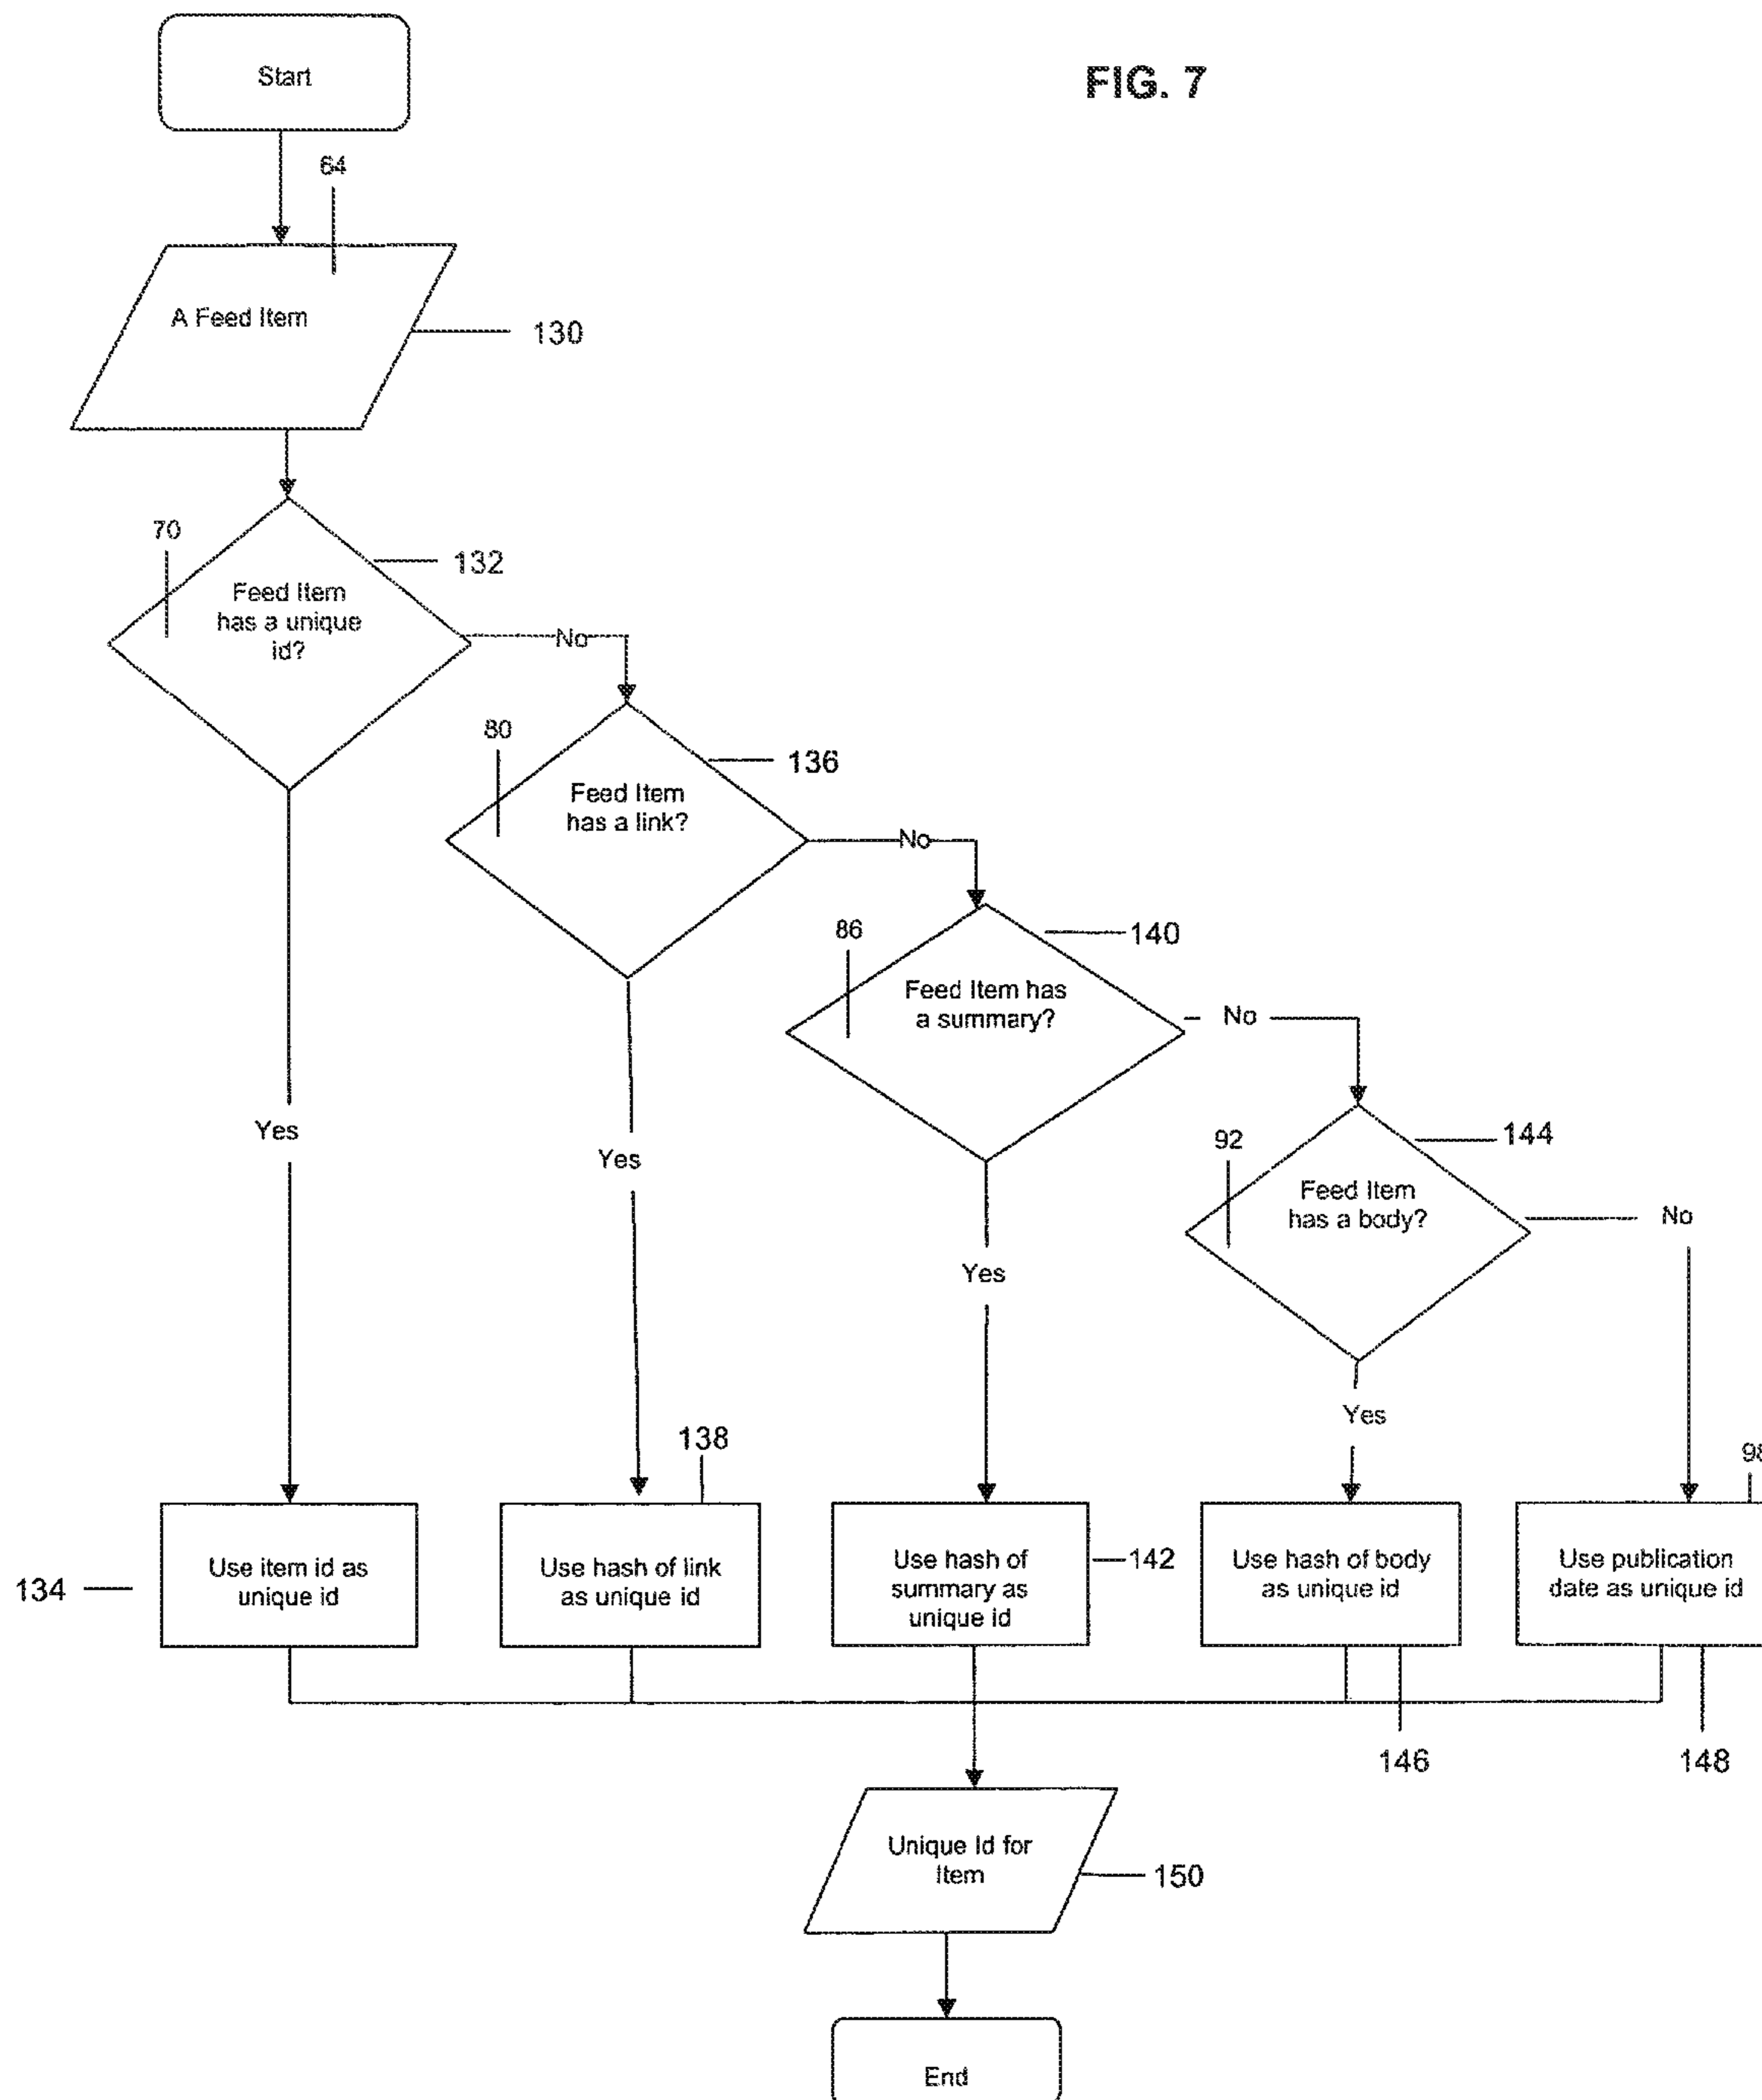 Start
FIG. 7
64
A Feed Item
130
70
132
Feed Item
has a unique
id?
No
80
136
Feed Item
has a link?
No
86
140
Feed Item has
a summary?
No
92
144
Feed Item
has a body?
No
Yes
Yes
Yes
Yes
138
98
134
Use item id as
unique id
Use hash of link
as unique id
Use hash of
summary as
unique id
142
Use hash of body
as unique id
Use publication
date as unique id
146
148
Unique Id for
Item
150
End